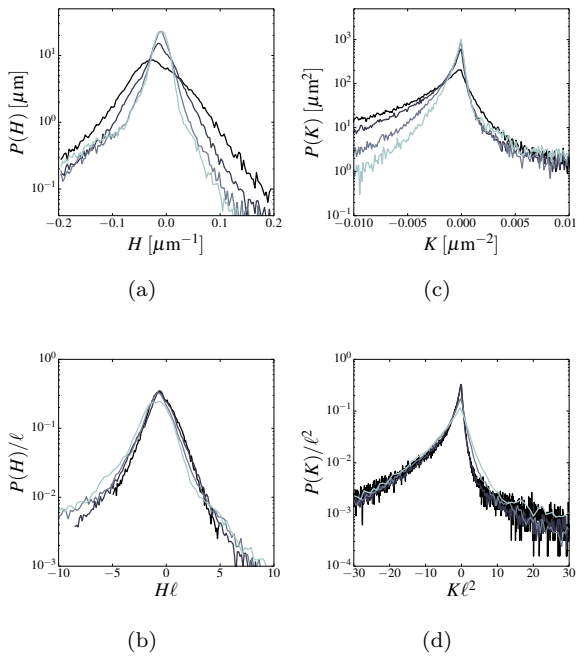 10¹
10⁰
10⁻¹
P(H) [μm]
−0.2 −0.1 0.0 0.1 0.2
H [μm⁻¹]
(a)
10³
10²
10¹
10⁰
10⁻¹
P(K) [μm²]
−0.010 −0.005 0.000 0.005 0.010
K [μm⁻²]
(c)
10⁰
10⁻¹
10⁻²
10⁻³
P(H)/ℓ
−10 −5 0 5 10
Hℓ
(b)
10⁰
10⁻¹
10⁻²
10⁻³
10⁻⁴
P(K)/ℓ²
−30 −20 −10 0 10 20 30
Kℓ²
(d)